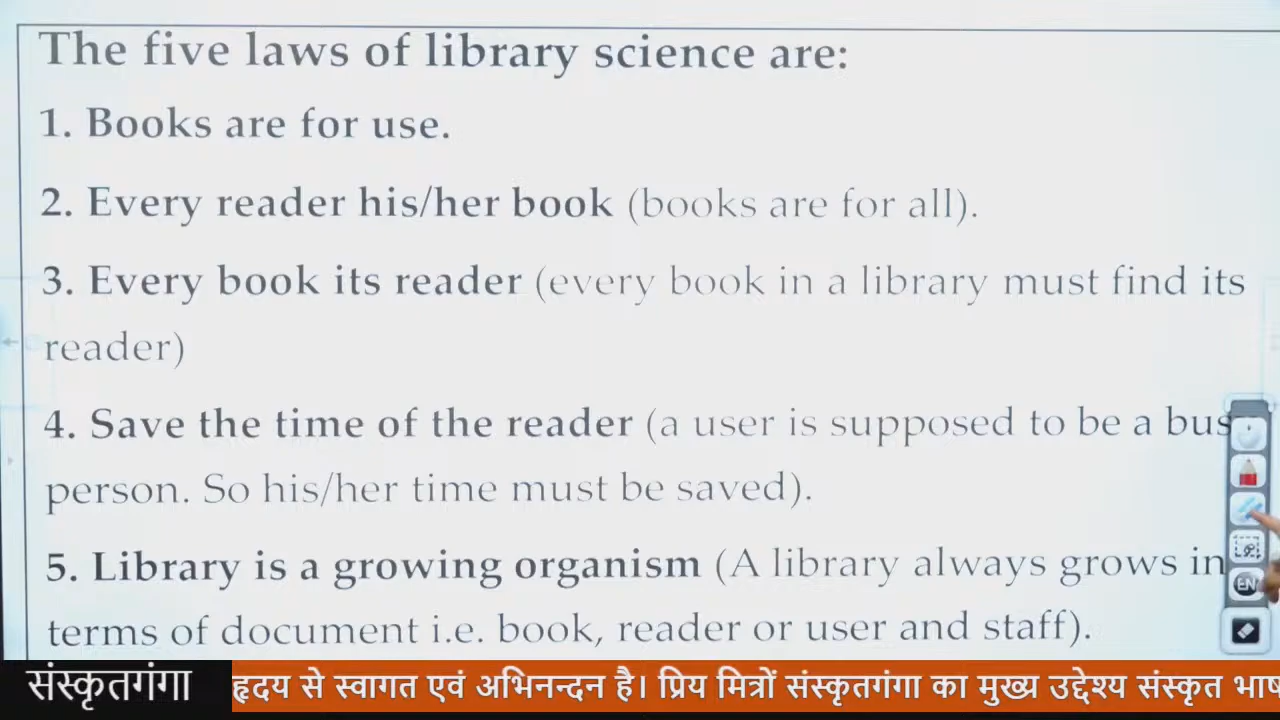 The five laws of library science are:
1. Books are for use.
2. Every reader his/her book (books are for all).
3. Every book its reader (every book in a library must find its
reader)
4. Save the time of the reader (a user is supposed to be a bus
person. So his/her time must be saved).
5. Library is a growing organism (A library always grows in
EN
terms of document i.e. book, reader or user and staff).
संस्कृतगंगा हृदय से स्वागत एवं अभिनन्दन है। प्रिय मित्रों संस्कृतगंगा का मुख्य उद्देश्य संस्कृत भाष